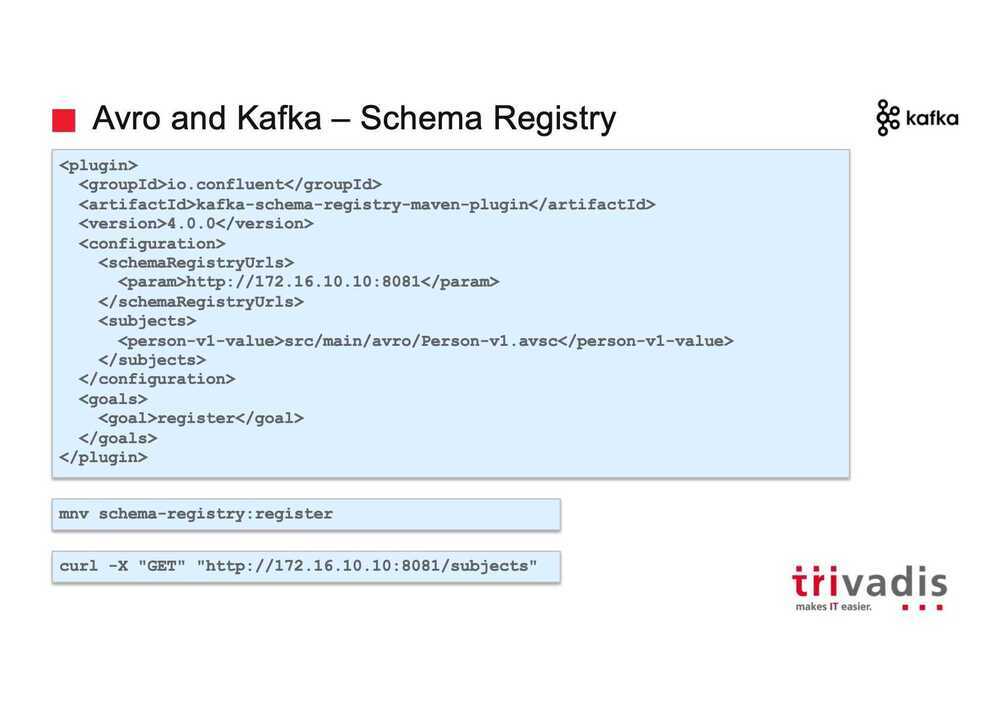 Avro and Kafka – Schema Registry
kafka
<plugin>
  <groupId>io.confluent</groupId>
  <artifactId>kafka-schema-registry-maven-plugin</artifactId>
  <version>4.0.0</version>
  <configuration>
    <schemaRegistryUrls>
      <param>http://172.16.10.10:8081</param>
    </schemaRegistryUrls>
    <subjects>
      <person-v1-value>src/main/avro/Person-v1.avsc</person-v1-value>
    </subjects>
  </configuration>
  <goals>
    <goal>register</goal>
  </goals>
</plugin>
mnv schema-registry:register
curl -X "GET" "http://172.16.10.10:8081/subjects"
trivadis
makes IT easier.